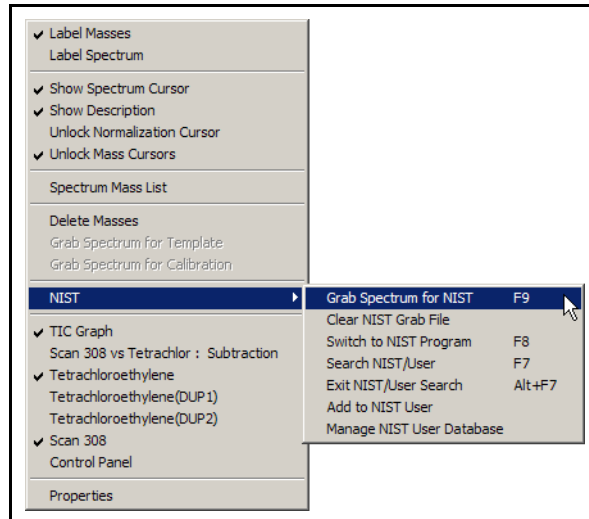 Label Masses
Label Spectrum
Show Spectrum Cursor
Show Description
Unlock Normalization Cursor
Unlock Mass Cursors
Spectrum Mass List
Delete Masses
Grab Spectrum for Template
Grab Spectrum for Calibration
NIST
TIC Graph
Scan 308 vs Tetrachlor : Subtraction
Tetrachloroethylene
Tetrachloroethylene(DUP1)
Tetrachloroethylene(DUP2)
Scan 308
Control Panel
Properties
Grab Spectrum for NIST F9
Clear NIST Grab File
Switch to NIST Program F8
Search NIST/User F7
Exit NIST/User Search Alt+F7
Add to NIST User
Manage NIST User Database